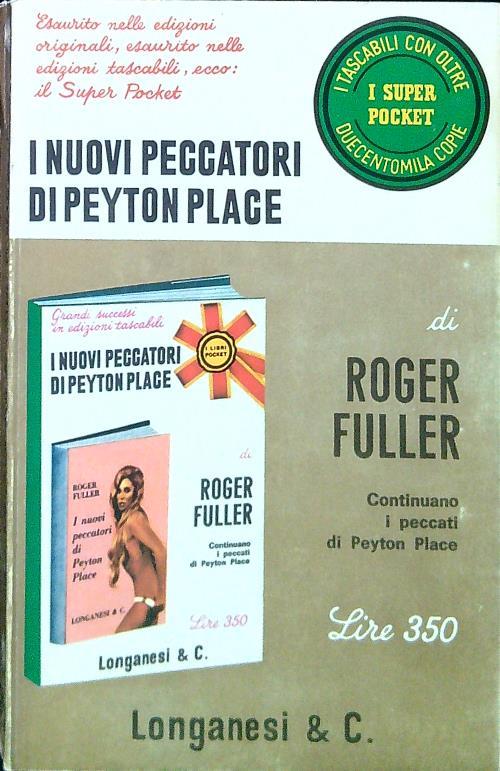 Esaurito nelle edizioni
originali, esaurito nelle
edizioni tascabili, ecco:
il Super Pocket
I TASCABILI CON OLTRE
I SUPER
POCKET
DUECENTOMILA COPIE
I NUOVI PECCATORI
DI PEYTON PLACE
Grandi successi
in edizioni tascabili
I NUOVI PECCATORI
DI PEYTON PLACE
I LIBRI
POCKET
di
ROGER
FULLER
Continuano
i peccati
di Peyton Place
Lire 350
Longanesi & C.
ROGER
FULLER
I nuovi
peccatori
di
Peyton
Place
LONGANESI & C.
di
ROGER
FULLER
Continuano
i peccati
di Peyton Place
Lire 350
Longanesi & C.